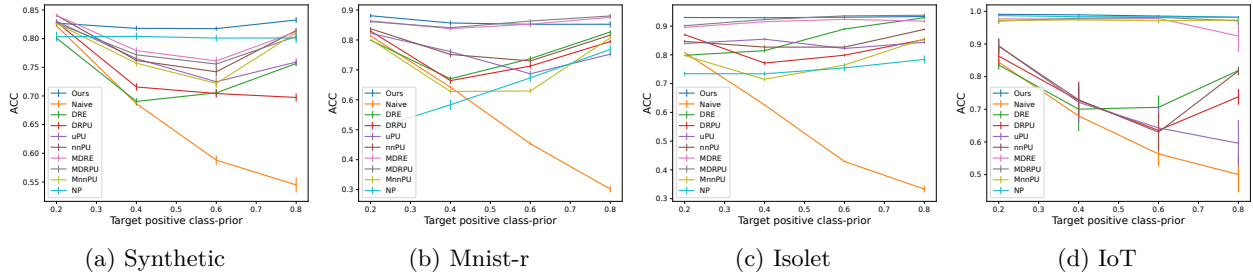 ACC
0.85
0.80
0.75
0.70
0.65
0.60
0.55
Ours
Naive
DRE
DRPU
uPU
nnPU
MDRE
MDRPU
MnnPU
NP
0.2 0.3 0.4 0.5 0.6 0.7 0.8
Target positive class-prior
(a) Synthetic
ACC
0.9
0.8
0.7
0.6
0.5
0.4
0.3
Ours
Naive
DRE
DRPU
uPU
nnPU
MDRE
MDRPU
MnnPU
NP
0.2 0.3 0.4 0.5 0.6 0.7 0.8
Target positive class-prior
(b) Mnist-r
ACC
0.9
0.8
0.7
0.6
0.5
0.4
0.3
Ours
Naive
DRE
DRPU
uPU
nnPU
MDRE
MDRPU
MnnPU
NP
0.2 0.3 0.4 0.5 0.6 0.7 0.8
Target positive class-prior
(c) Isolet
ACC
1.0
0.9
0.8
0.7
0.6
0.5
Ours
Naive
DRE
DRPU
uPU
nnPU
MDRE
MDRPU
MnnPU
NP
0.2 0.3 0.4 0.5 0.6 0.7 0.8
Target positive class-prior
(d) IoT